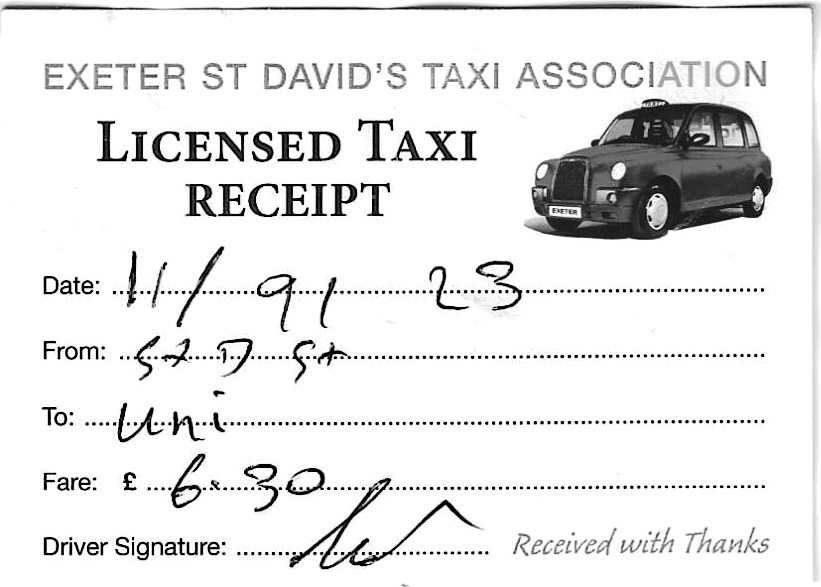 EXETER ST DAVID'S TAXI ASSOCIATION
LICENSED TAXI
RECEIPT
TAXI
EXETER
Date: 11/ 9/ 23
From: St D St
To: Uni
Fare: £ 6.30
Driver Signature:
Received with Thanks